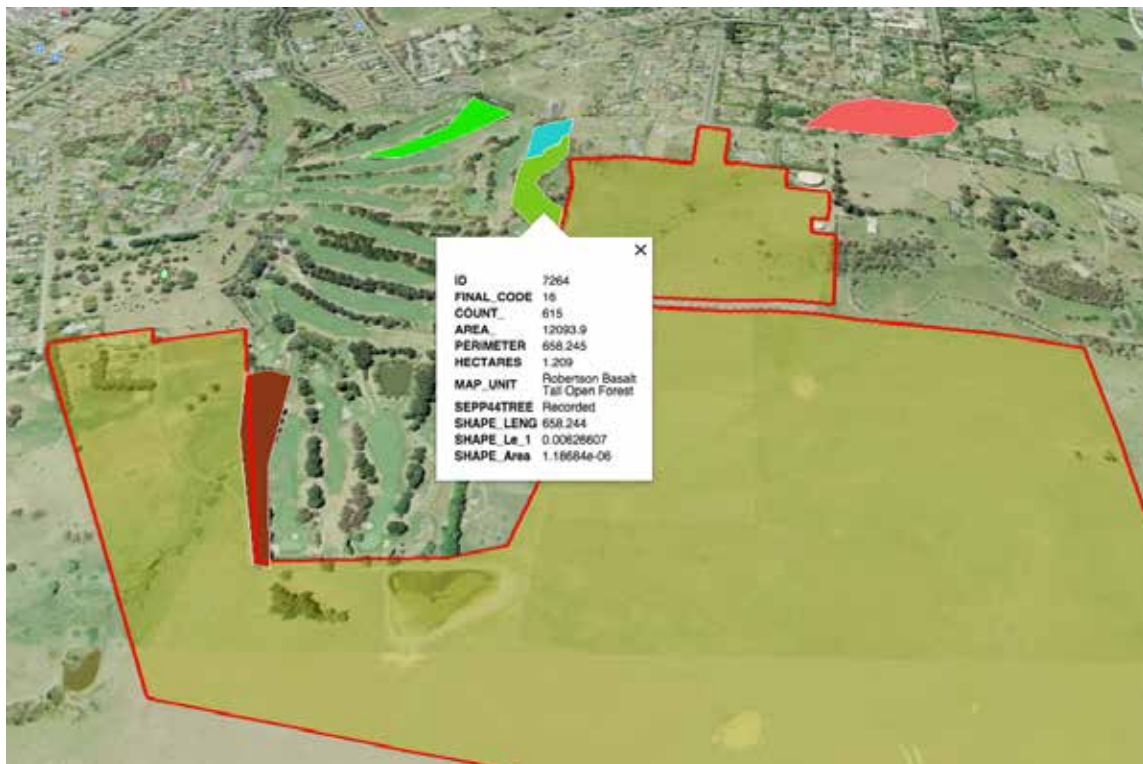 ×
ID 7264
FINAL_CODE 16
COUNT_ 615
AREA_ 12093.9
PERIMETER 658.245
HECTARES 1.209
MAP_UNIT Robertson Basalt
Tall Open Forest
SEPP44TREE Recorded
SHAPE_LENG 658.244
SHAPE_Le_1 0.00626607
SHAPE_Area 1.18684e-06